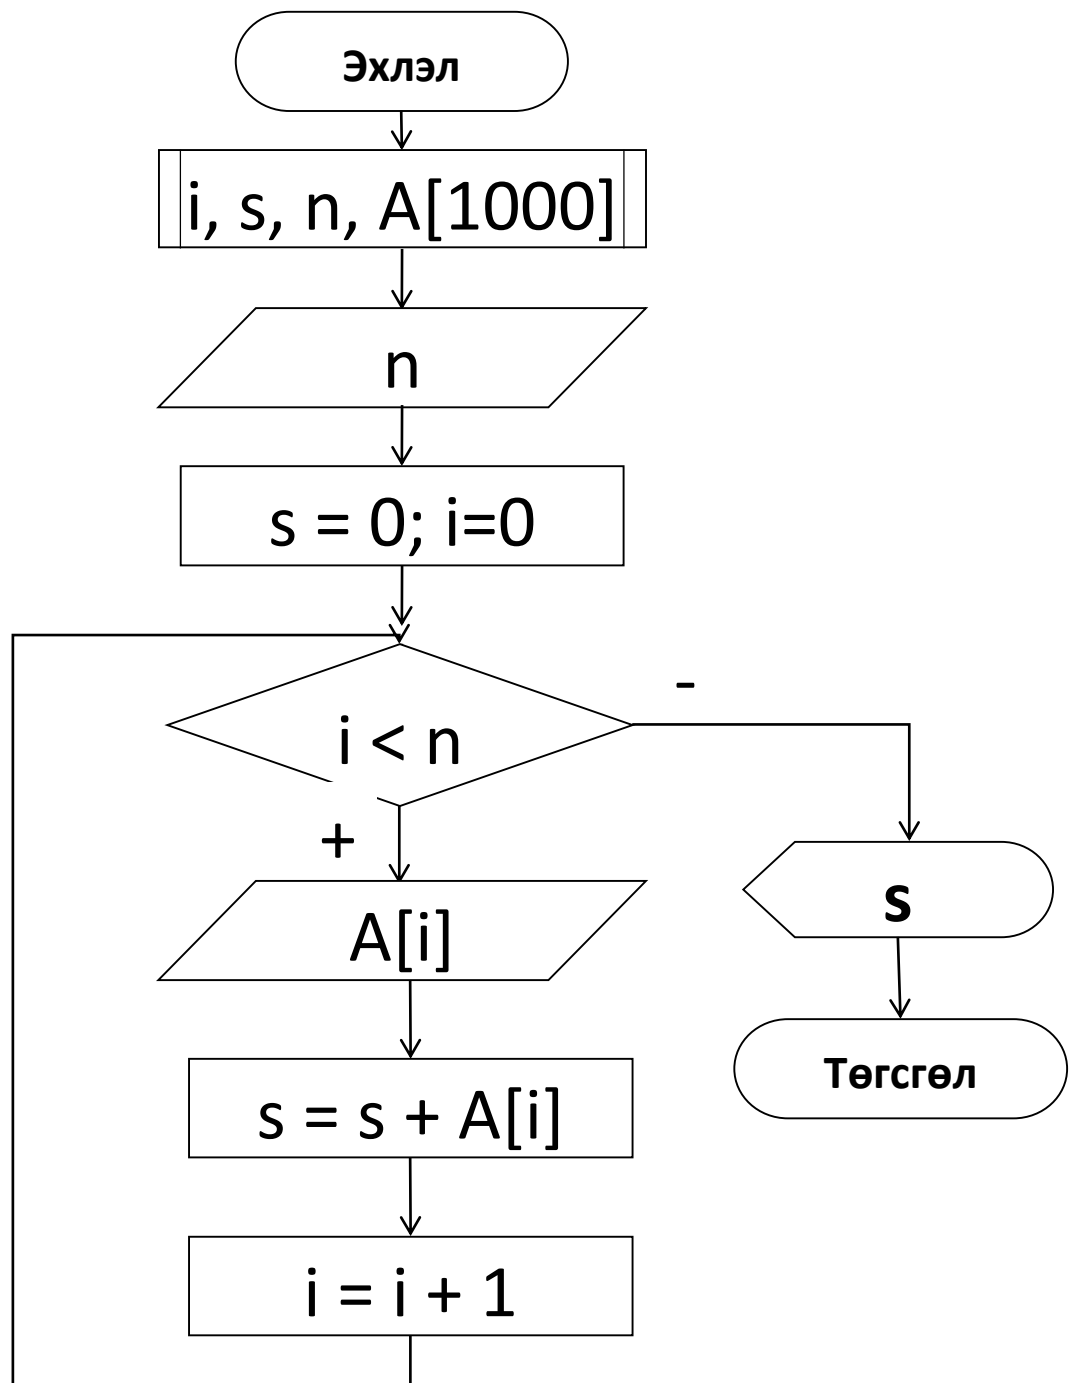 Эхлэл
i, s, n, A[1000]
n
s = 0; i=0
i < n
-
+
A[i]
s
s = s + A[i]
Төгсгөл
i = i + 1